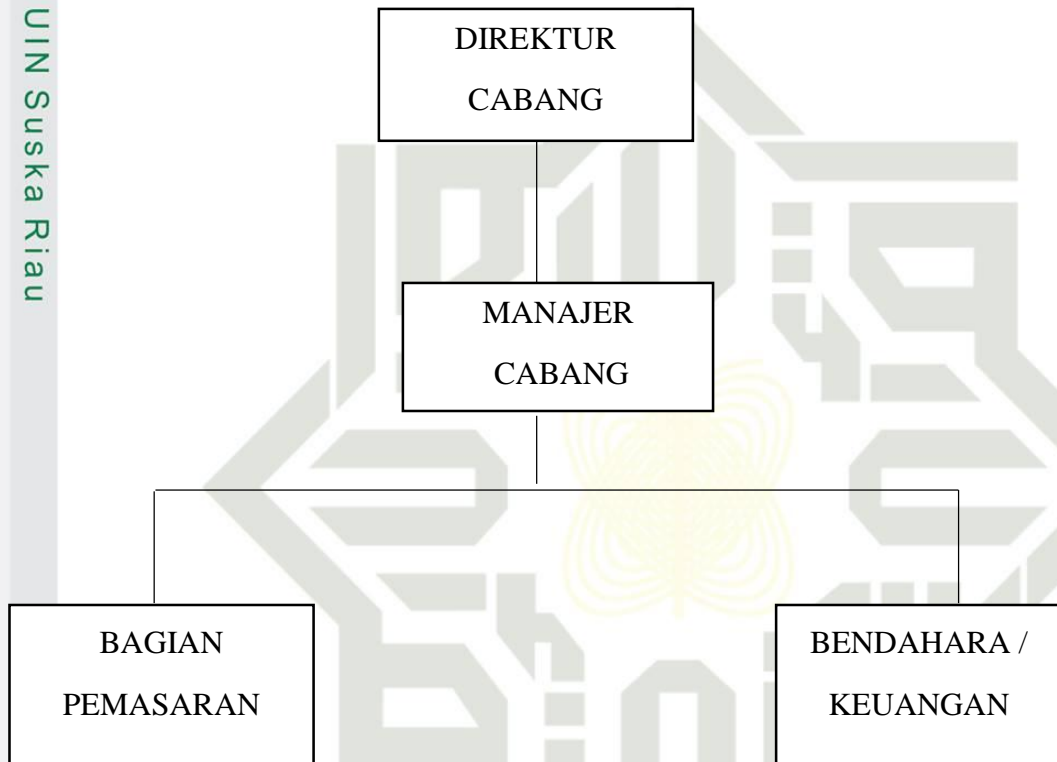 UIN Suska Riau
DIREKTUR
CABANG
MANAJER
CABANG
BAGIAN
PEMASARAN
BENDAHARA /
KEUANGAN